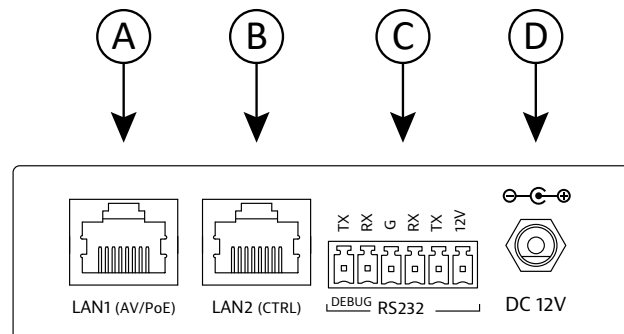 A B C D
TX RX G RX TX 12V
LAN1 (AV/PoE) LAN2 (CTRL) DEBUG RS232 DC 12V